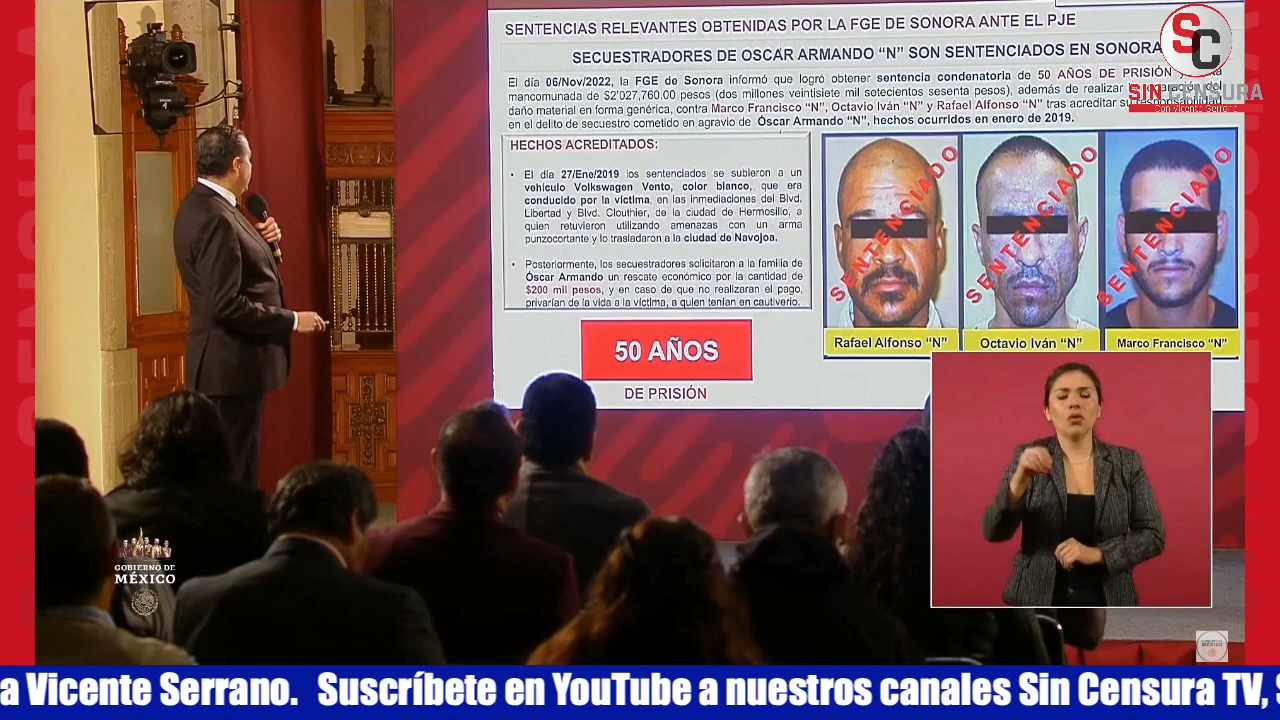 SENTENCIAS RELEVANTES OBTENIDAS POR LA FGE DE SONORA ANTE EL PJE
SECUESTRADORES DE OSCAR ARMANDO “N” SON SENTENCIADOS EN SONORA
El día 06/Nov/2022, la FGE de Sonora informó que logró obtener sentencia condenatoria de 50 AÑOS DE PRISIÓN
mancomunada de $2'027,760.00 pesos (dos millones veintisiete mil setecientos sesenta pesos), además de realizar
daño material en forma genérica, contra Marco Francisco “N”, Octavio Iván “N” y Rafael Alfonso “N” tras acreditar su responsabilidad
en el delito de secuestro cometido en agravio de Óscar Armando “N”, hechos ocurridos en enero de 2019.
HECHOS ACREDITADOS:
• El día 27/Ene/2019 los sentenciados se subieron a un
vehículo Volkswagen Vento, color blanco, que era
conducido por la víctima, en las inmediaciones del Blvd.
Libertad y Blvd. Clouthier, de la ciudad de Hermosillo, a
quien retuvieron utilizando amenazas con un arma
punzocortante y lo trasladaron a la ciudad de Navojoa.
• Posteriormente, los secuestradores solicitaron a la familia de
Óscar Armando un rescate económico por la cantidad de
$200 mil pesos, y en caso de que no realizaran el pago,
privarían de la vida a la víctima, a quien tenían en cautiverio.
50 AÑOS
DE PRISIÓN
SENTENCIADO
SENTENCIADO
SENTENCIADO
Rafael Alfonso “N”
Octavio Iván “N”
Marco Francisco “N”
SC
SIN CENSURA
Con Vicente Serrano
GOBIERNO DE
MÉXICO
a Vicente Serrano. Suscríbete en YouTube a nuestros canales Sin Censura TV,